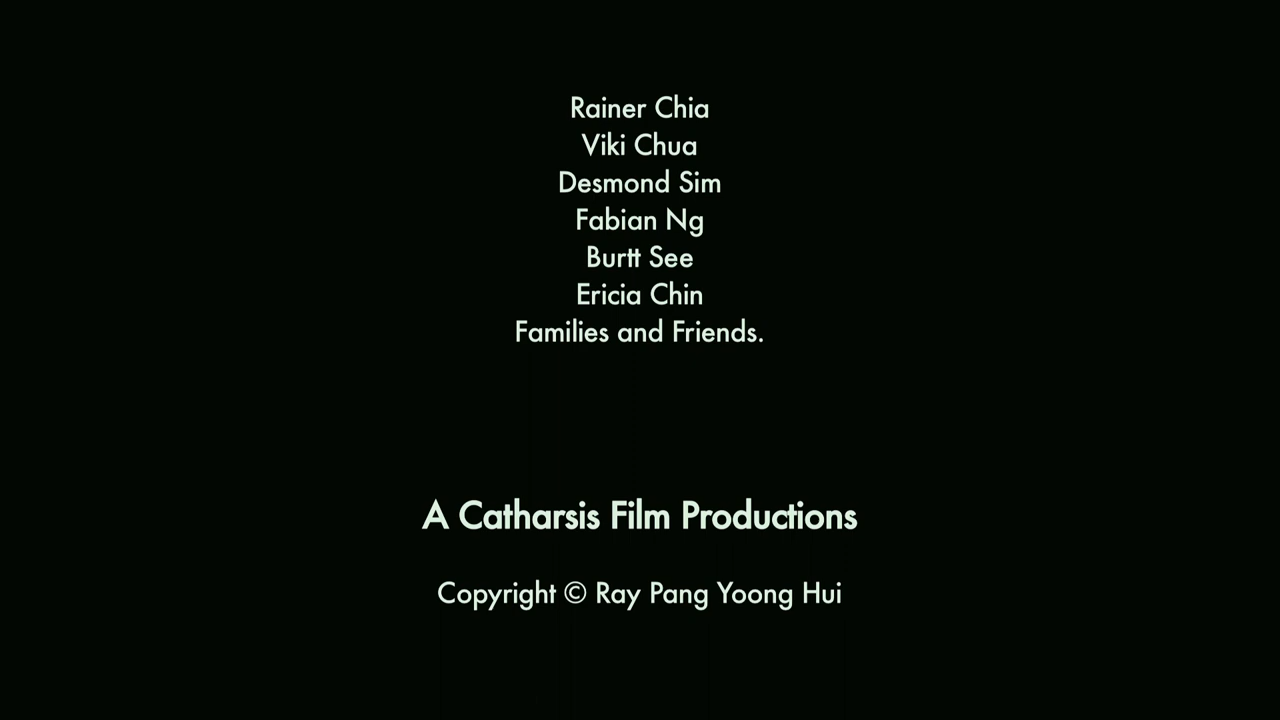 Rainer Chia
Viki Chua
Desmond Sim
Fabian Ng
Burtt See
Ericia Chin
Families and Friends.
A Catharsis Film Productions
Copyright © Ray Pang Yoong Hui